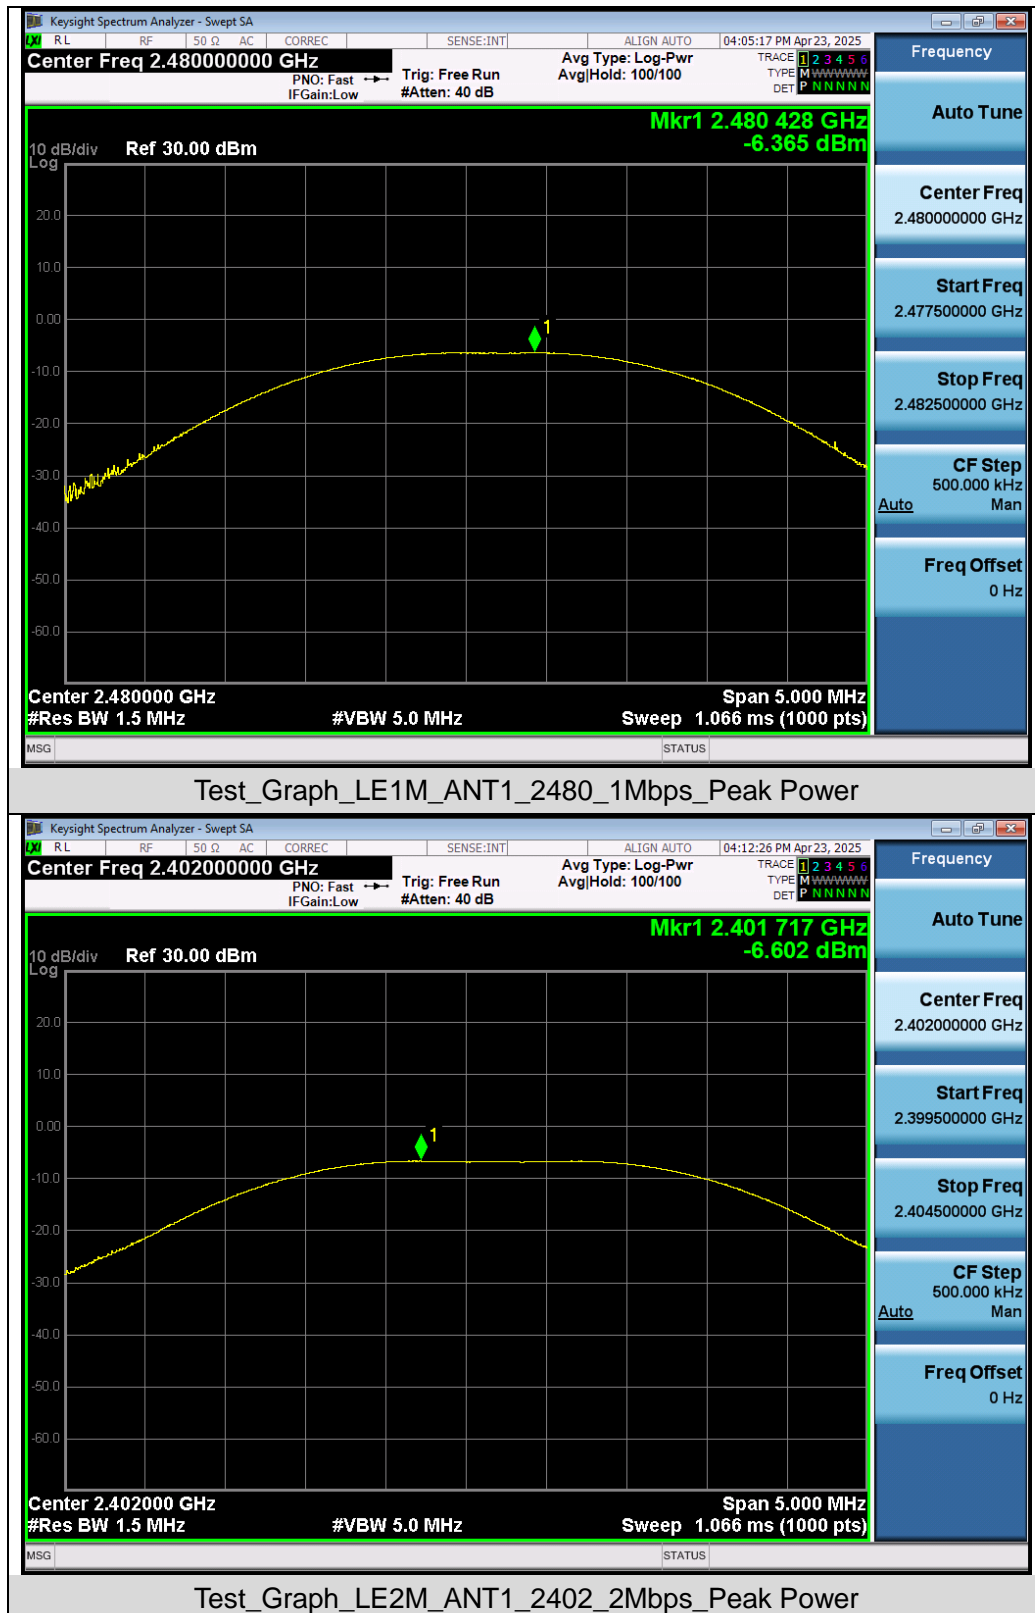 Keysight Spectrum Analyzer - Swept SA
LXI RL RF 50 Ω AC CORREC SENSE:INT ALIGN AUTO 04:05:17 PM Apr 23, 2025
Center Freq 2.480000000 GHz
PNO: Fast
IFGain:Low
Trig: Free Run
#Atten: 40 dB
Avg Type: Log-Pwr
Avg|Hold: 100/100
TRACE 1 2 3 4 5 6
TYPE M W W W W W
DET P N N N N N
Mkr1 2.480 428 GHz
-6.365 dBm
10 dB/div Ref 30.00 dBm
Log
20.0
10.0
0.00
1
-10.0
-20.0
-30.0
-40.0
-50.0
-60.0
Center 2.480000 GHz Span 5.000 MHz
#Res BW 1.5 MHz #VBW 5.0 MHz Sweep 1.066 ms (1000 pts)
MSG STATUS
Frequency
Auto Tune
Center Freq
2.480000000 GHz
Start Freq
2.477500000 GHz
Stop Freq
2.482500000 GHz
CF Step
500.000 kHz
Auto Man
Freq Offset
0 Hz
Test_Graph_LE1M_ANT1_2480_1Mbps_Peak Power
Keysight Spectrum Analyzer - Swept SA
LXI RL RF 50 Ω AC CORREC SENSE:INT ALIGN AUTO 04:12:26 PM Apr 23, 2025
Center Freq 2.402000000 GHz
PNO: Fast
IFGain:Low
Trig: Free Run
#Atten: 40 dB
Avg Type: Log-Pwr
Avg|Hold: 100/100
TRACE 1 2 3 4 5 6
TYPE M W W W W W
DET P N N N N N
Mkr1 2.401 717 GHz
-6.602 dBm
10 dB/div Ref 30.00 dBm
Log
20.0
10.0
0.00
1
-10.0
-20.0
-30.0
-40.0
-50.0
-60.0
Center 2.402000 GHz Span 5.000 MHz
#Res BW 1.5 MHz #VBW 5.0 MHz Sweep 1.066 ms (1000 pts)
MSG STATUS
Frequency
Auto Tune
Center Freq
2.402000000 GHz
Start Freq
2.399500000 GHz
Stop Freq
2.404500000 GHz
CF Step
500.000 kHz
Auto Man
Freq Offset
0 Hz
Test_Graph_LE2M_ANT1_2402_2Mbps_Peak Power